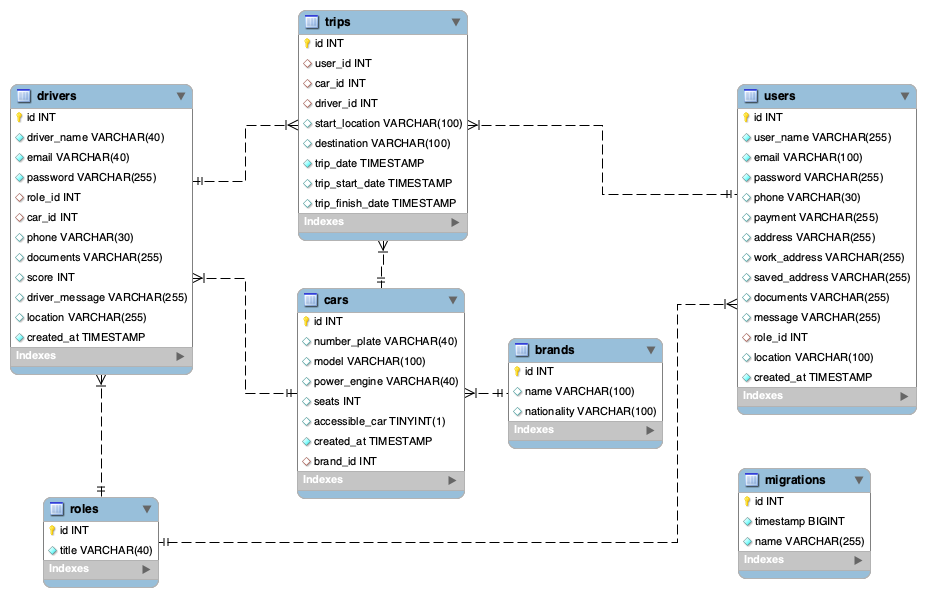 trips
id INT
user_id INT
car_id INT
driver_id INT
start_location VARCHAR(100)
destination VARCHAR(100)
trip_date TIMESTAMP
trip_start_date TIMESTAMP
trip_finish_date TIMESTAMP
Indexes
drivers
id INT
driver_name VARCHAR(40)
email VARCHAR(40)
password VARCHAR(255)
role_id INT
car_id INT
phone VARCHAR(30)
documents VARCHAR(255)
score INT
driver_message VARCHAR(255)
location VARCHAR(255)
created_at TIMESTAMP
Indexes
users
id INT
user_name VARCHAR(255)
email VARCHAR(100)
password VARCHAR(255)
phone VARCHAR(30)
payment VARCHAR(255)
address VARCHAR(255)
work_address VARCHAR(255)
saved_address VARCHAR(255)
documents VARCHAR(255)
message VARCHAR(255)
role_id INT
location VARCHAR(100)
created_at TIMESTAMP
Indexes
cars
id INT
number_plate VARCHAR(40)
model VARCHAR(100)
power_engine VARCHAR(40)
seats INT
accessible_car TINYINT(1)
created_at TIMESTAMP
brand_id INT
Indexes
brands
id INT
name VARCHAR(100)
nationality VARCHAR(100)
Indexes
roles
id INT
title VARCHAR(40)
Indexes
migrations
id INT
timestamp BIGINT
name VARCHAR(255)
Indexes